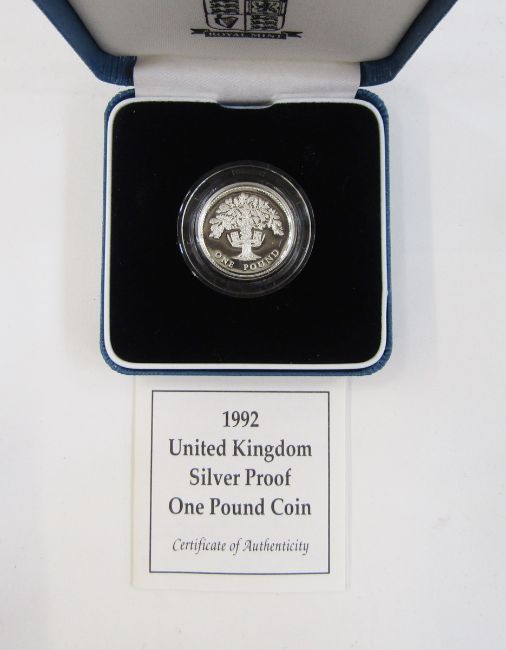 ROYAL MINT
ONE POUND
1992
United Kingdom
Silver Proof
One Pound Coin
Certificate of Authenticity